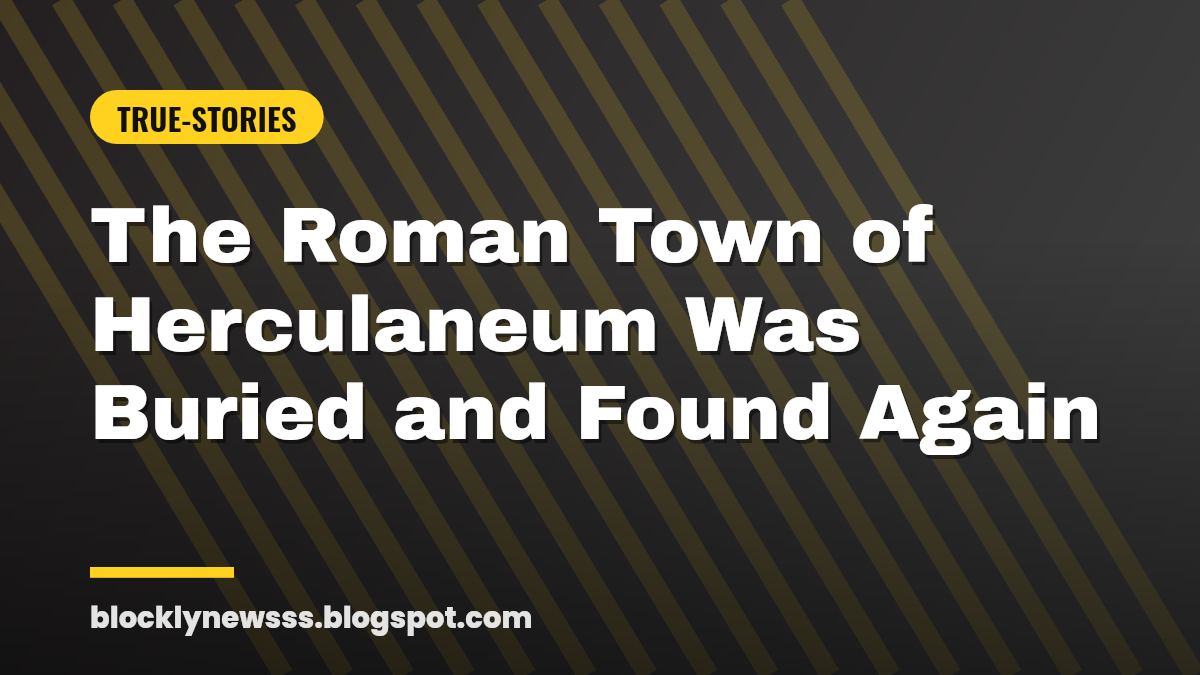 TRUE-STORIES
The Roman Town of
Herculaneum Was
Buried and Found Again
blocklynewsss.blogspot.com